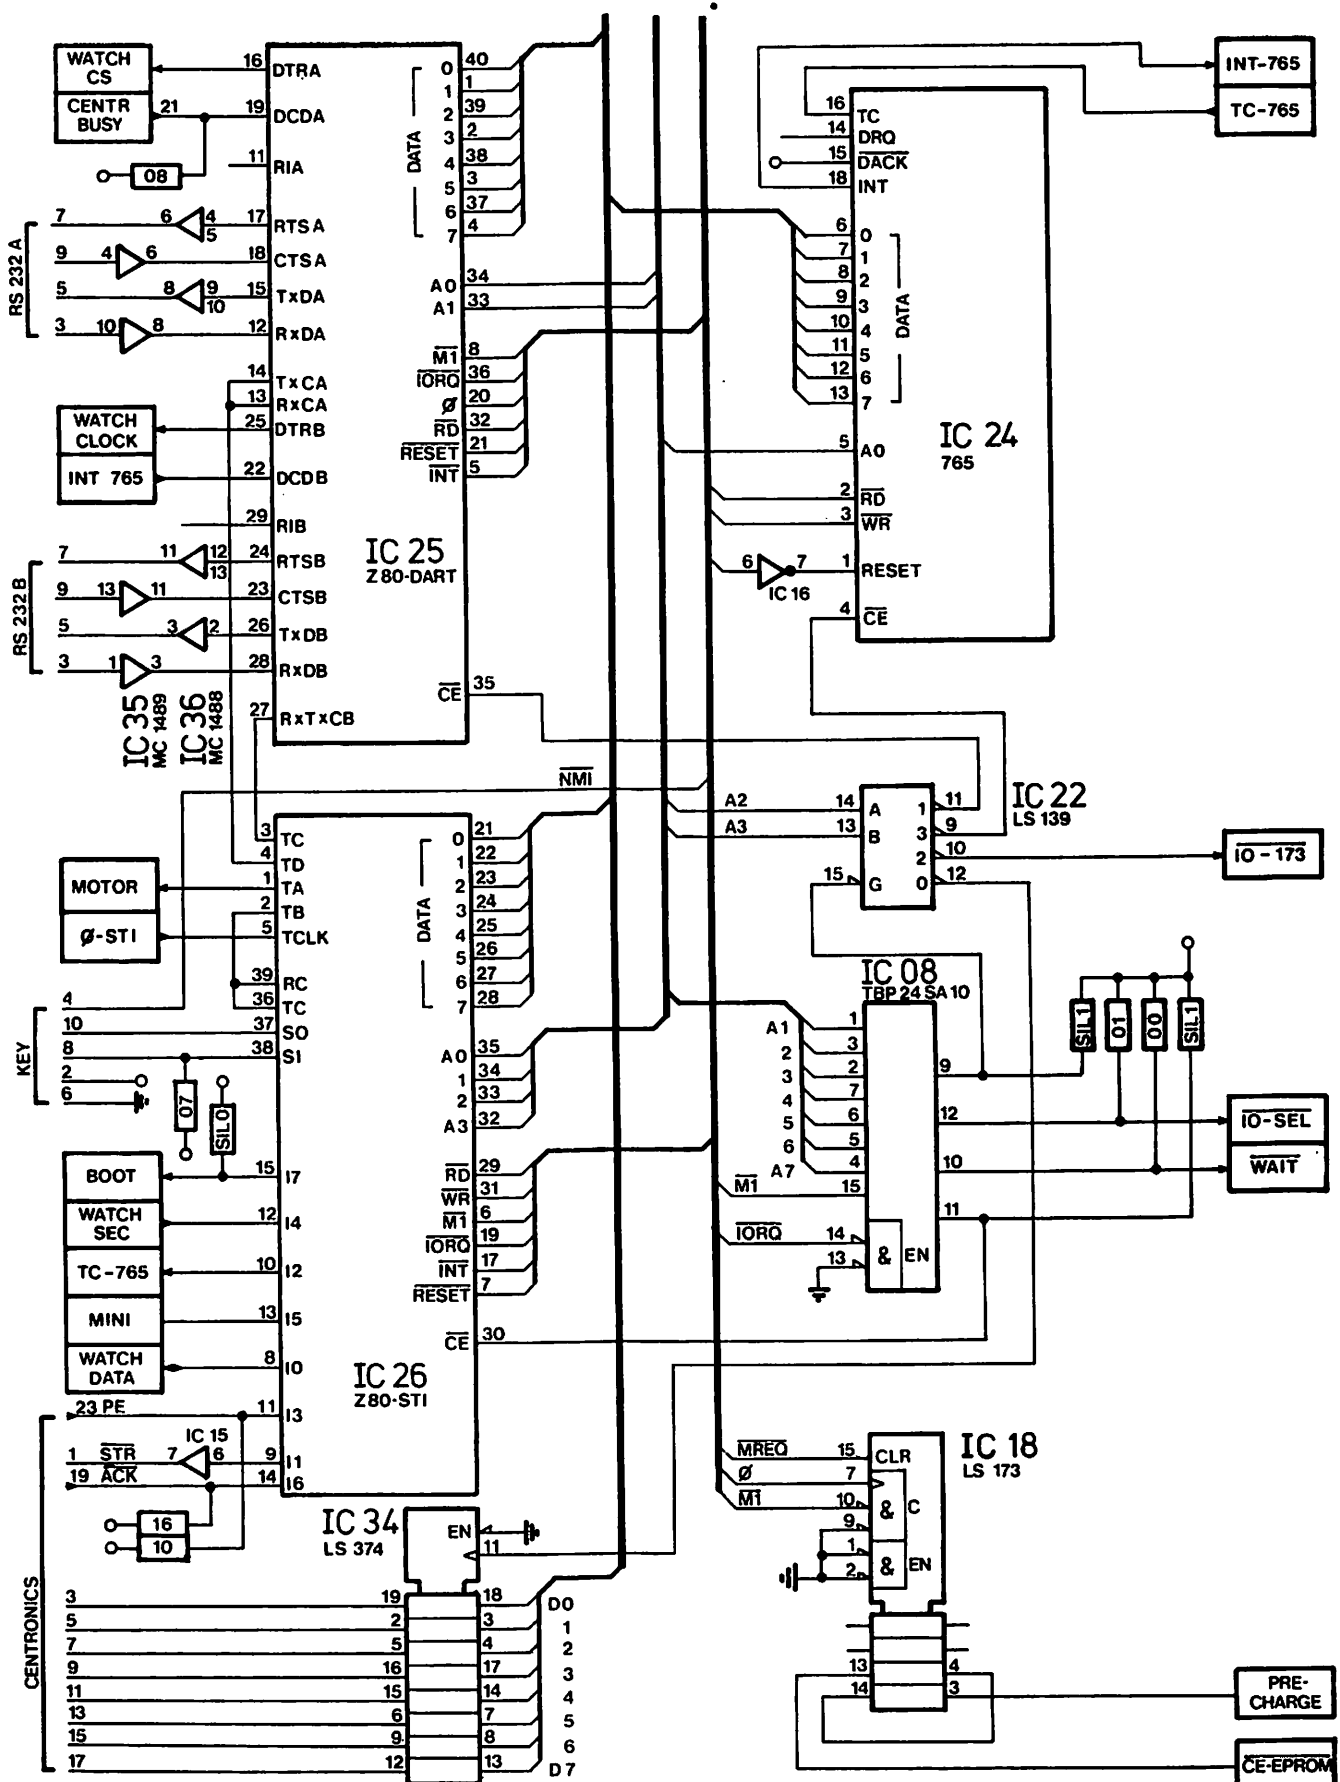 WATCH CS
CENTR BUSY
21
08
16 DTRA
19 DCDA
11 RIA
RS 232 A
7 6 4 5 17 RTSA
9 4 6 18 CTSA
5 8 9 10 15 TxDA
3 10 8 12 RxDA
14 TxCA
13 RxCA
WATCH CLOCK
25 DTRB
INT 765
22 DCDB
29 RIB
RS 232 B
7 11 12 13 24 RTSB
9 13 11 23 CTSB
5 3 2 26 TxDB
3 1 3 28 RxDB
27 RxTxCB
IC 35
MC 1489
IC 36
MC 1488
IC 25
Z80-DART
DATA
0 40
1 1
2 39
3 2
4 38
5 3
6 37
7 4
A0 34
A1 33
M1 8
IORQ 36
Ø 20
RD 32
RESET 21
INT 5
CE 35
NMI
INT-765
TC-765
16 TC
14 DRQ
15 DACK
18 INT
DATA
6 0
7 1
8 2
9 3
10 4
11 5
12 6
13 7
5 A0
2 RD
3 WR
6 7 1 RESET
IC 16
4 CE
IC 24
765
IC 22
LS 139
A2 14 A
A3 13 B
15 G
1 11
3 9
2 10
0 12
IO-173
3 TC
4 TD
MOTOR
1 TA
2 TB
Ø-STI
5 TCLK
39 RC
36 TC
KEY
4
10 37 SO
8 38 SI
2
6
07
SIL0
BOOT
15 I7
WATCH SEC
12 I4
TC-765
10 I2
MINI
13 I5
WATCH DATA
8 I0
23 PE 11 I3
IC 15
1 STR 7 6 9 I1
19 ACK 14 I6
16
10
IC 26
Z80-STI
DATA
0 21
1 22
2 23
3 24
4 25
5 26
6 27
7 28
A0 35
1 34
2 33
A3 32
RD 29
WR 31
M1 6
IORQ 19
INT 17
RESET 7
CE 30
IC 08
TBP 24 SA 10
A1 1
2 3
3 2
4 7
5 6
6 5
A7 4
M1 15
IORQ 14
13
& EN
9
12
10
11
SIL1
01
00
SIL1
IO-SEL
WAIT
IC 18
LS 173
MREQ 15 CLR
Ø 7
M1 10
9
& C
1
2
& EN
13 4
14 3
PRE-
CHARGE
CE-EPROM
IC 34
LS 374
EN
11
CENTRONICS
3 19 18 D0
5 2 3 1
7 5 4 2
9 16 17 3
11 15 14 4
13 6 7 5
15 9 8 6
17 12 13 D7